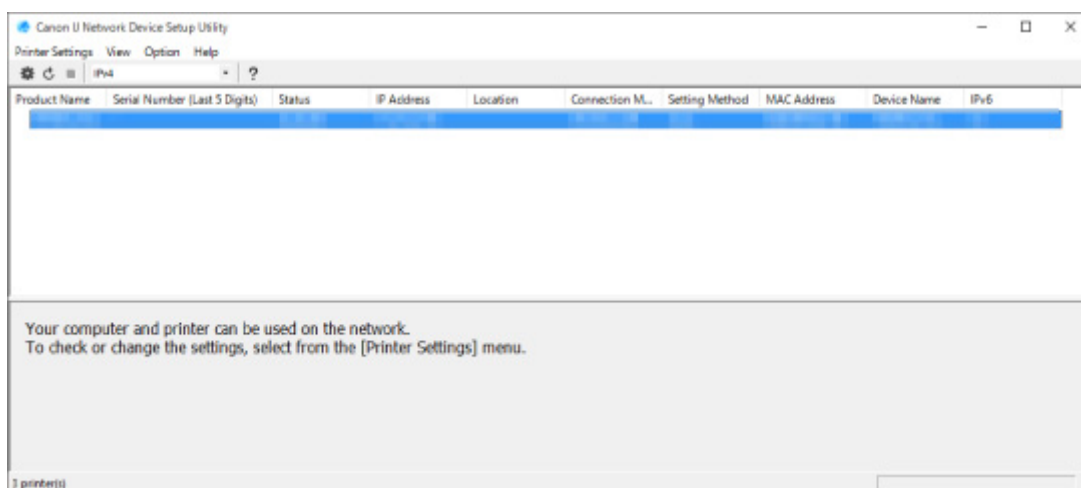 Canon IJ Network Device Setup Utility
Printer Settings View Option Help
IPv4 ?
Product Name Serial Number (Last 5 Digits) Status IP Address Location Connection M... Setting Method MAC Address Device Name IPv6
Your computer and printer can be used on the network.
To check or change the settings, select from the [Printer Settings] menu.
1 printer(s)